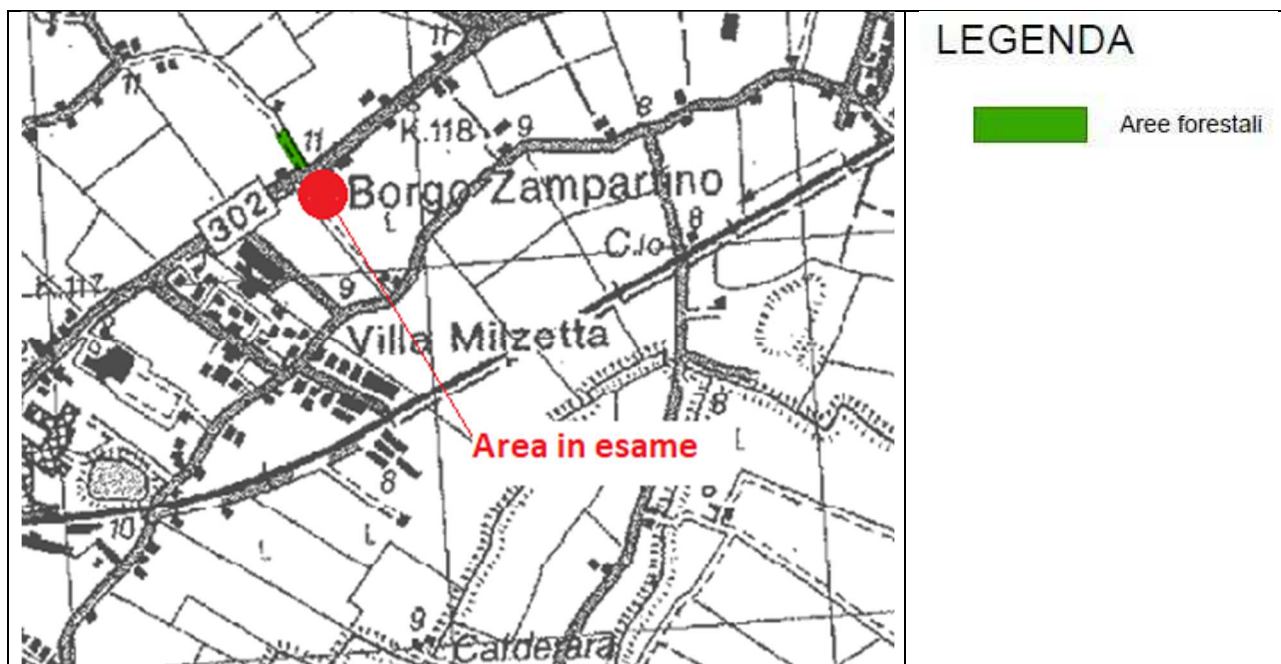 LEGENDA
Aree forestali
11
11
11
K.118
8
9
Borgo Zampartino
302
L
C.lo
8
K.117
9
Villa Milzetta
8
Area in esame
L
8
L
10
L
9
Calderara